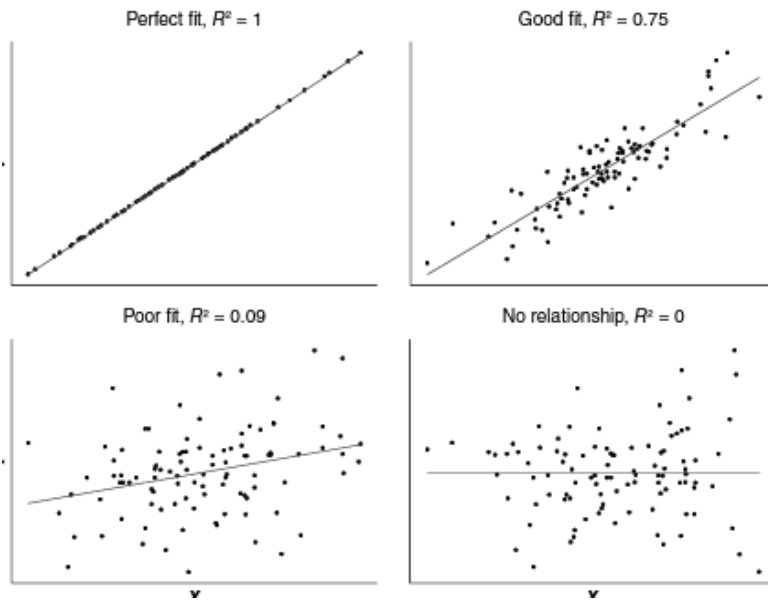 Perfect fit, R² = 1
Good fit, R² = 0.75
Poor fit, R² = 0.09
No relationship, R² = 0